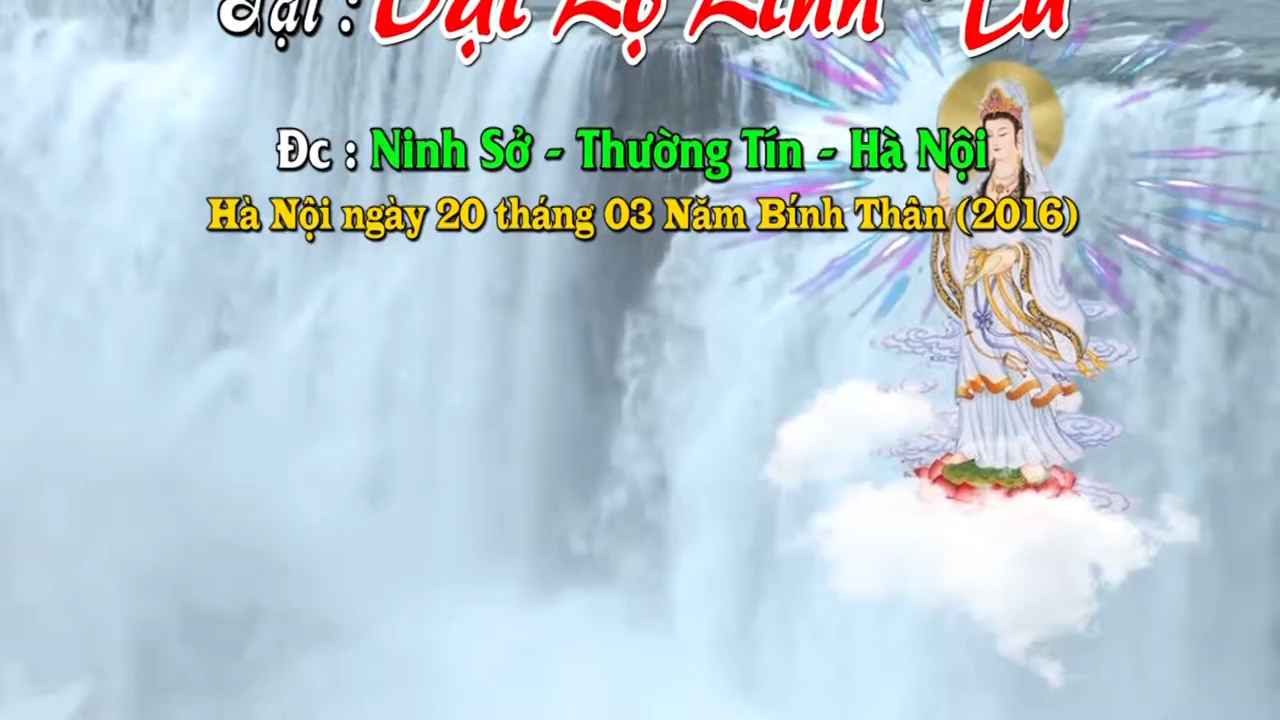 Đc : Ninh Sở - Thường Tín - Hà Nội
Hà Nội ngày 20 tháng 03 Năm Bính Thân (2016)